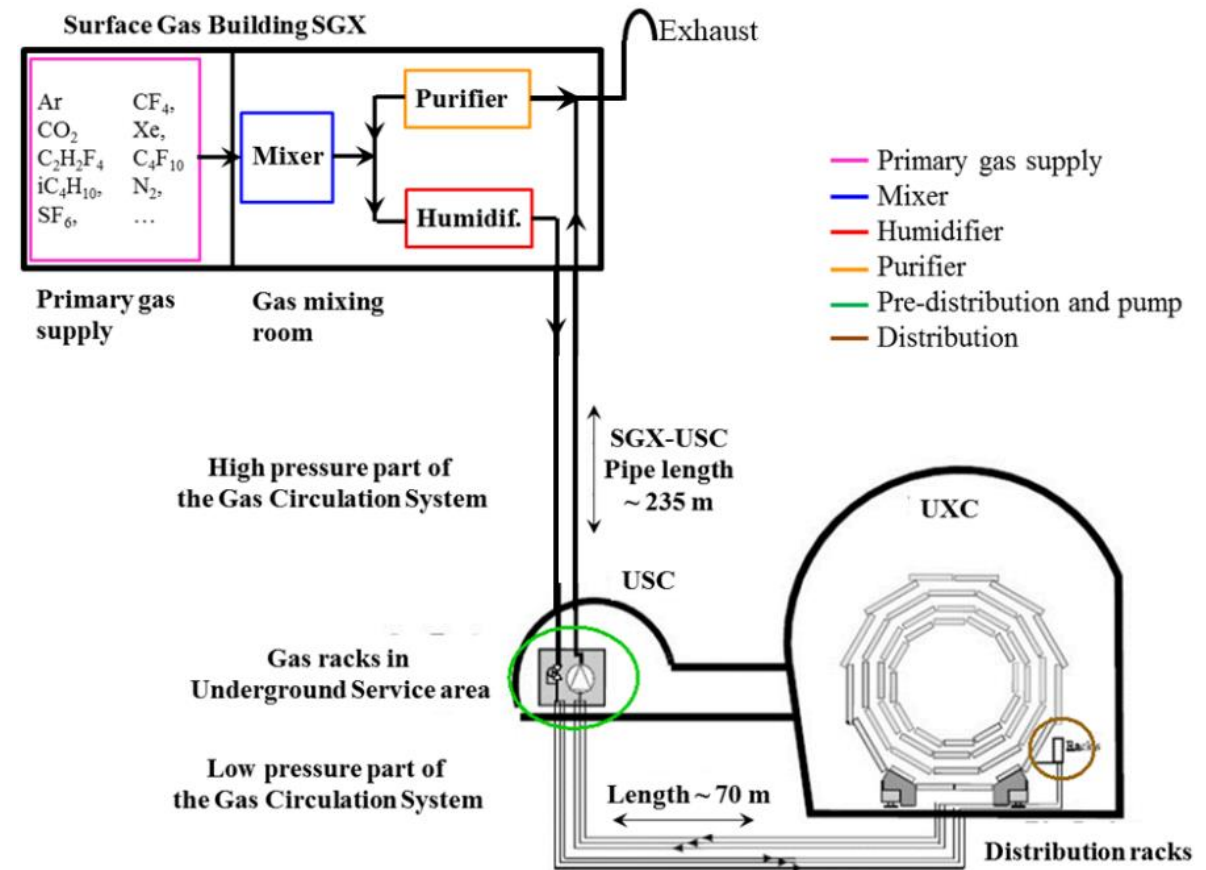 Surface Gas Building SGX
Exhaust
Ar CF₄,
CO₂ Xe,
C₂H₂F₄ C₄F₁₀
iC₄H₁₀, N₂,
SF₆, ...
Mixer
Purifier
Humidif.
Primary gas
supply
Gas mixing
room
Primary gas supply
Mixer
Humidifier
Purifier
Pre-distribution and pump
Distribution
High pressure part of
the Gas Circulation System
SGX-USC
Pipe length
~ 235 m
UXC
USC
Gas racks in
Underground Service area
Low pressure part of
the Gas Circulation System
Length ~ 70 m
Distribution racks